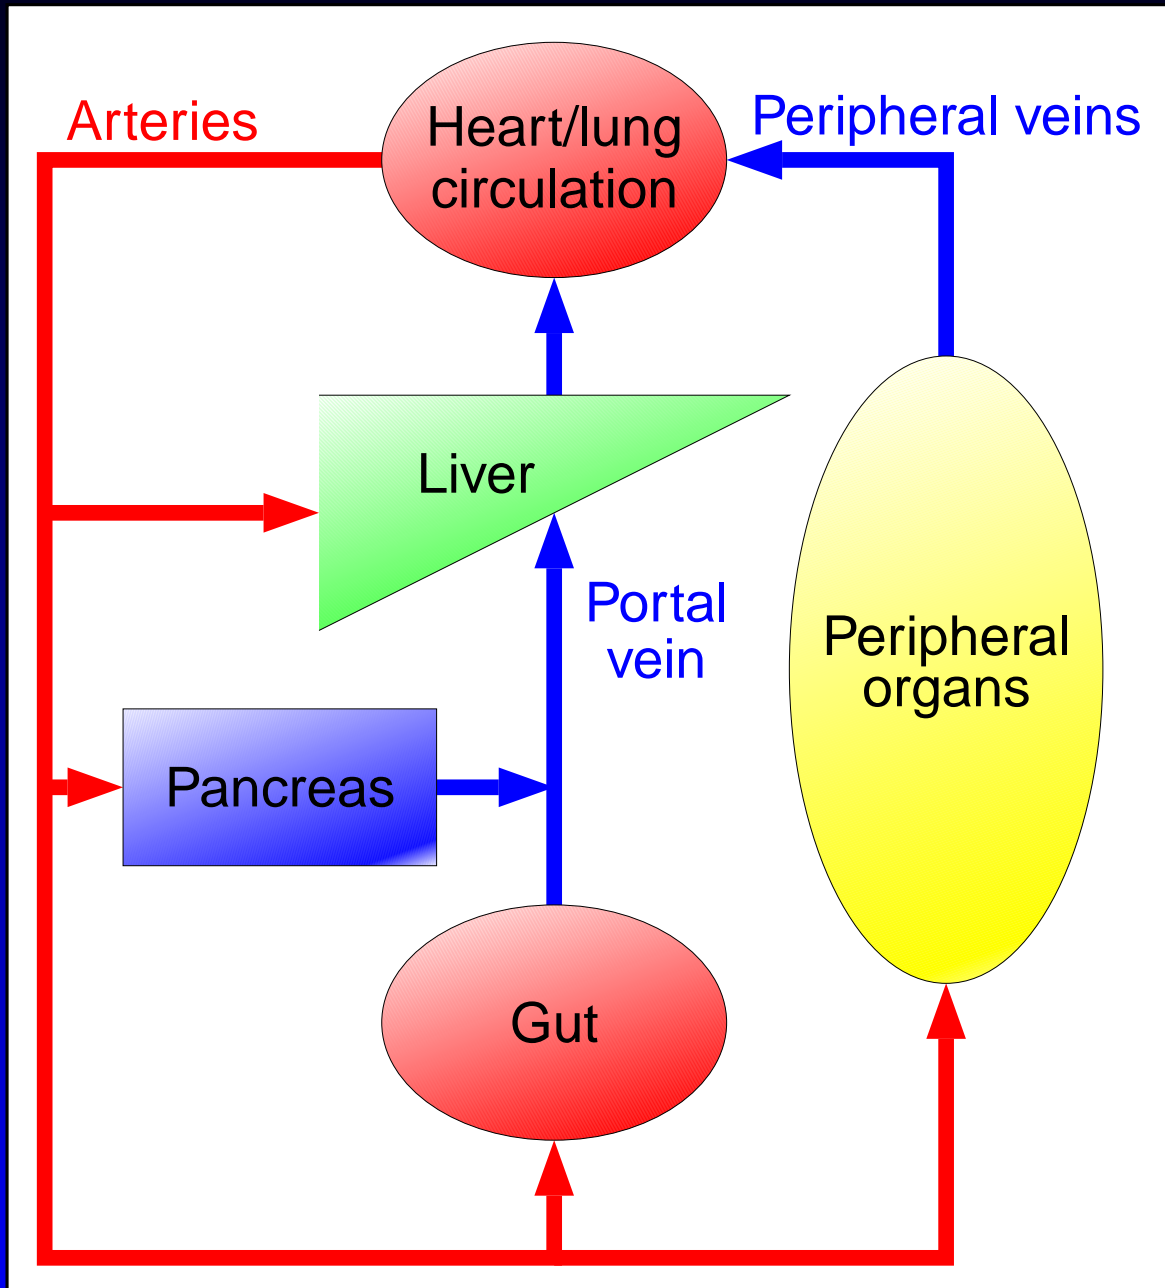 Arteries
Heart/lung
circulation
Peripheral veins
Liver
Portal
vein
Peripheral
organs
Pancreas
Gut